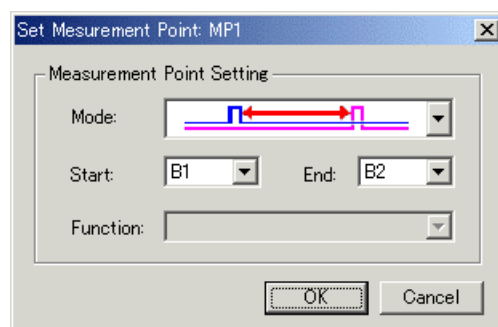 Set Mesurement Point: MP1
Measurement Point Setting
Mode:
Start: B1 End: B2
Function:
OK Cancel